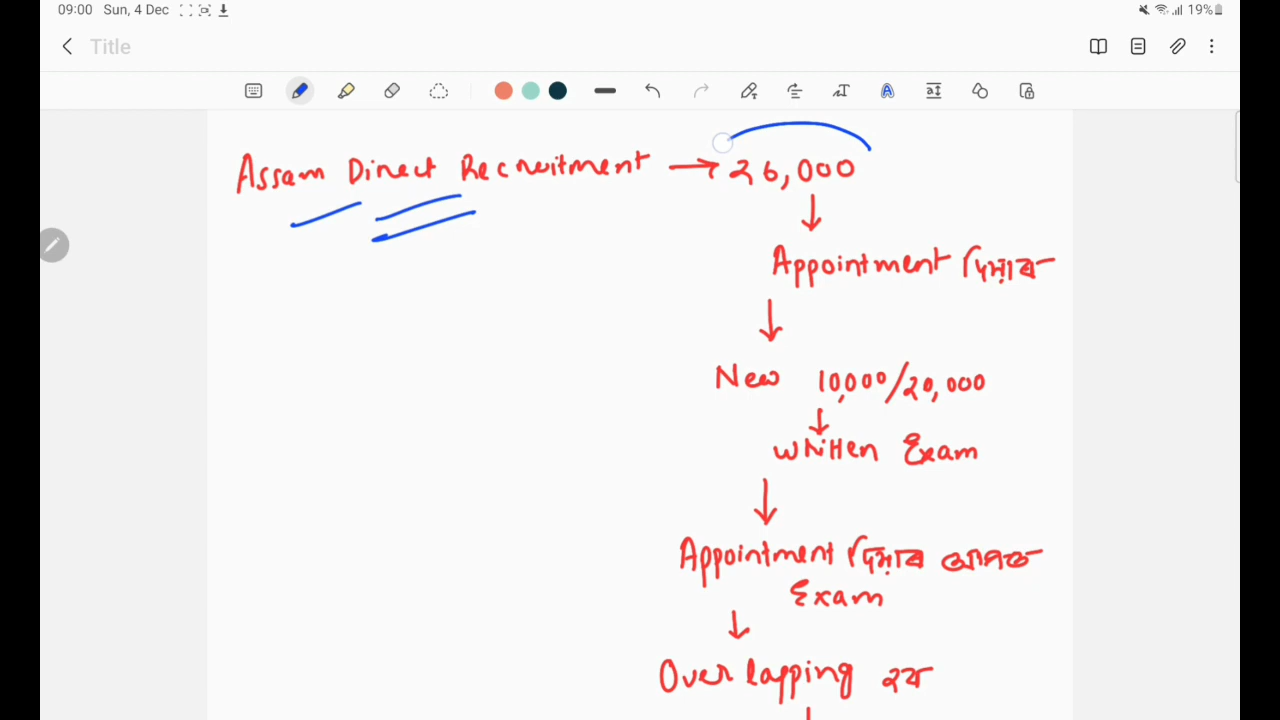 09:00 Sun, 4 Dec 19%
Title
Assam Direct Recruitment → 26,000
Appointment দিয়াৰ
New 10,000/20,000
Written Exam
Appointment দিয়াৰ আগত
Exam
Overlapping হব